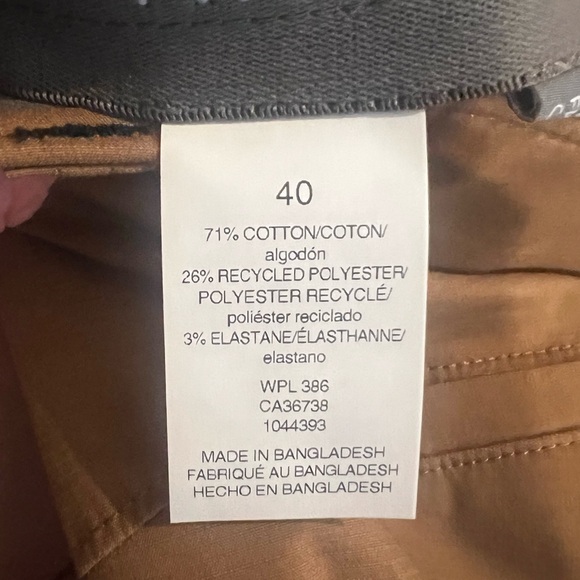 40
71% COTTON/COTON/
algodón
26% RECYCLED POLYESTER/
POLYESTER RECYCLÉ/
poliéster reciclado
3% ELASTANE/ÉLASTHANNE/
elastano
WPL 386
CA36738
1044393
MADE IN BANGLADESH
FABRIQUÉ AU BANGLADESH
HECHO EN BANGLADESH